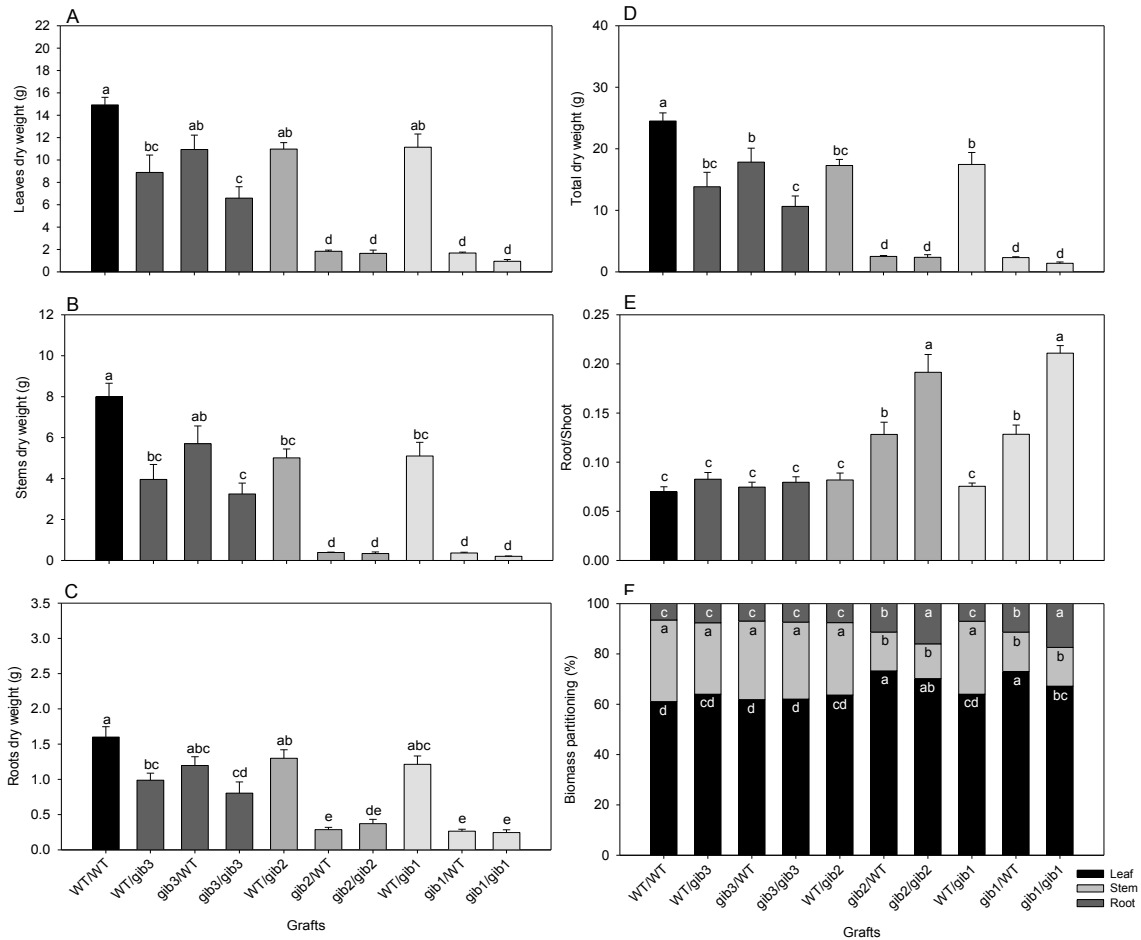 A
Leaves dry weight (g)
22
20
18
16
14
12
10
8
6
4
2
0
a
bc
ab
c
ab
d
d
ab
d
d
B
Stems dry weight (g)
12
10
8
6
4
2
0
a
bc
ab
c
bc
d
d
bc
d
d
C
Roots dry weight (g)
3.5
3.0
2.5
2.0
1.5
1.0
0.5
0.0
a
bc
abc
cd
ab
e
de
abc
e
e
WT/WT
WT/gib3
gib3/WT
gib3/gib3
WT/gib2
gib2/WT
gib2/gib2
WT/gib1
gib1/WT
gib1/gib1
Grafts
D
Total dry weight (g)
40
30
20
10
0
a
bc
b
c
bc
d
d
b
d
d
E
Root/Shoot
0.25
0.20
0.15
0.10
0.05
0.00
c
c
c
c
c
b
a
c
b
a
F
Biomass partitioning (%)
100
80
60
40
20
0
c c c c c b a c b a
a a a a a b b a b b
d cd d d cd a ab cd a bc
WT/WT
WT/gib3
gib3/WT
gib3/gib3
WT/gib2
gib2/WT
gib2/gib2
WT/gib1
gib1/WT
gib1/gib1
Grafts
Leaf
Stem
Root